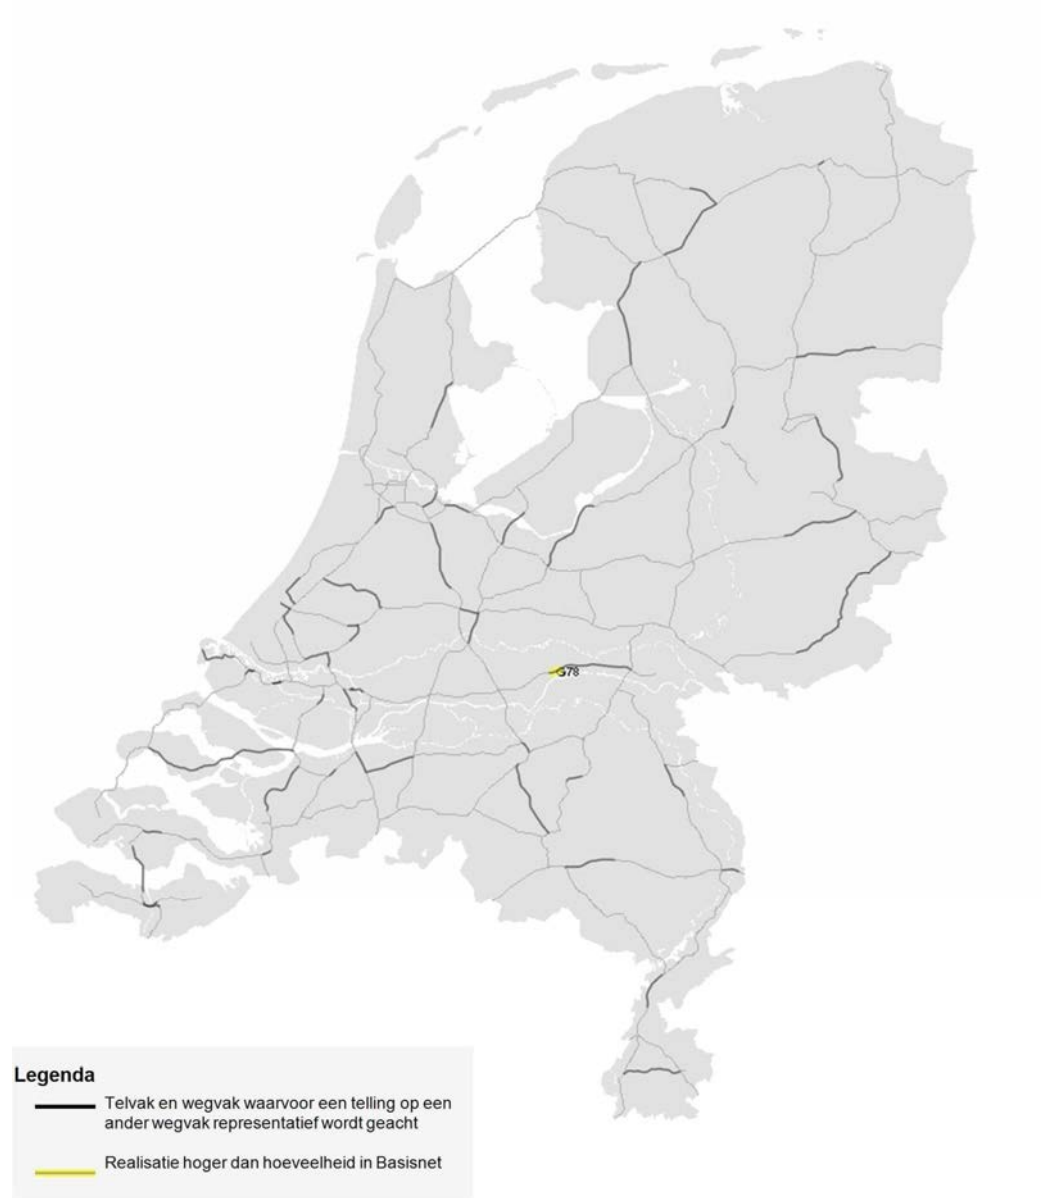 G78
Legenda
Telvak en wegvak waarvoor een telling op een
ander wegvak representatief wordt geacht
Realisatie hoger dan hoeveelheid in Basisnet